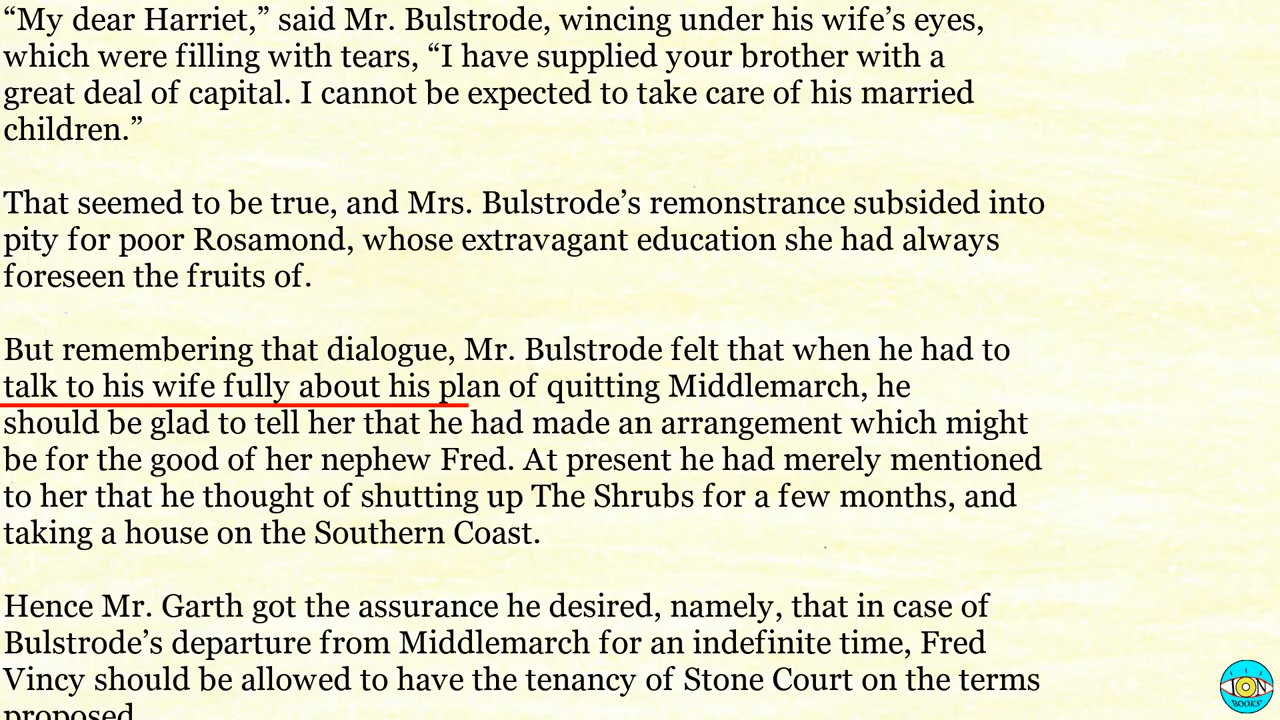 “My dear Harriet,” said Mr. Bulstrode, wincing under his wife’s eyes,
which were filling with tears, “I have supplied your brother with a
great deal of capital. I cannot be expected to take care of his married
children.”
That seemed to be true, and Mrs. Bulstrode’s remonstrance subsided into
pity for poor Rosamond, whose extravagant education she had always
foreseen the fruits of.
But remembering that dialogue, Mr. Bulstrode felt that when he had to
talk to his wife fully about his plan of quitting Middlemarch, he
should be glad to tell her that he had made an arrangement which might
be for the good of her nephew Fred. At present he had merely mentioned
to her that he thought of shutting up The Shrubs for a few months, and
taking a house on the Southern Coast.
Hence Mr. Garth got the assurance he desired, namely, that in case of
Bulstrode’s departure from Middlemarch for an indefinite time, Fred
Vincy should be allowed to have the tenancy of Stone Court on the terms
proposed.
ION
BOOKS